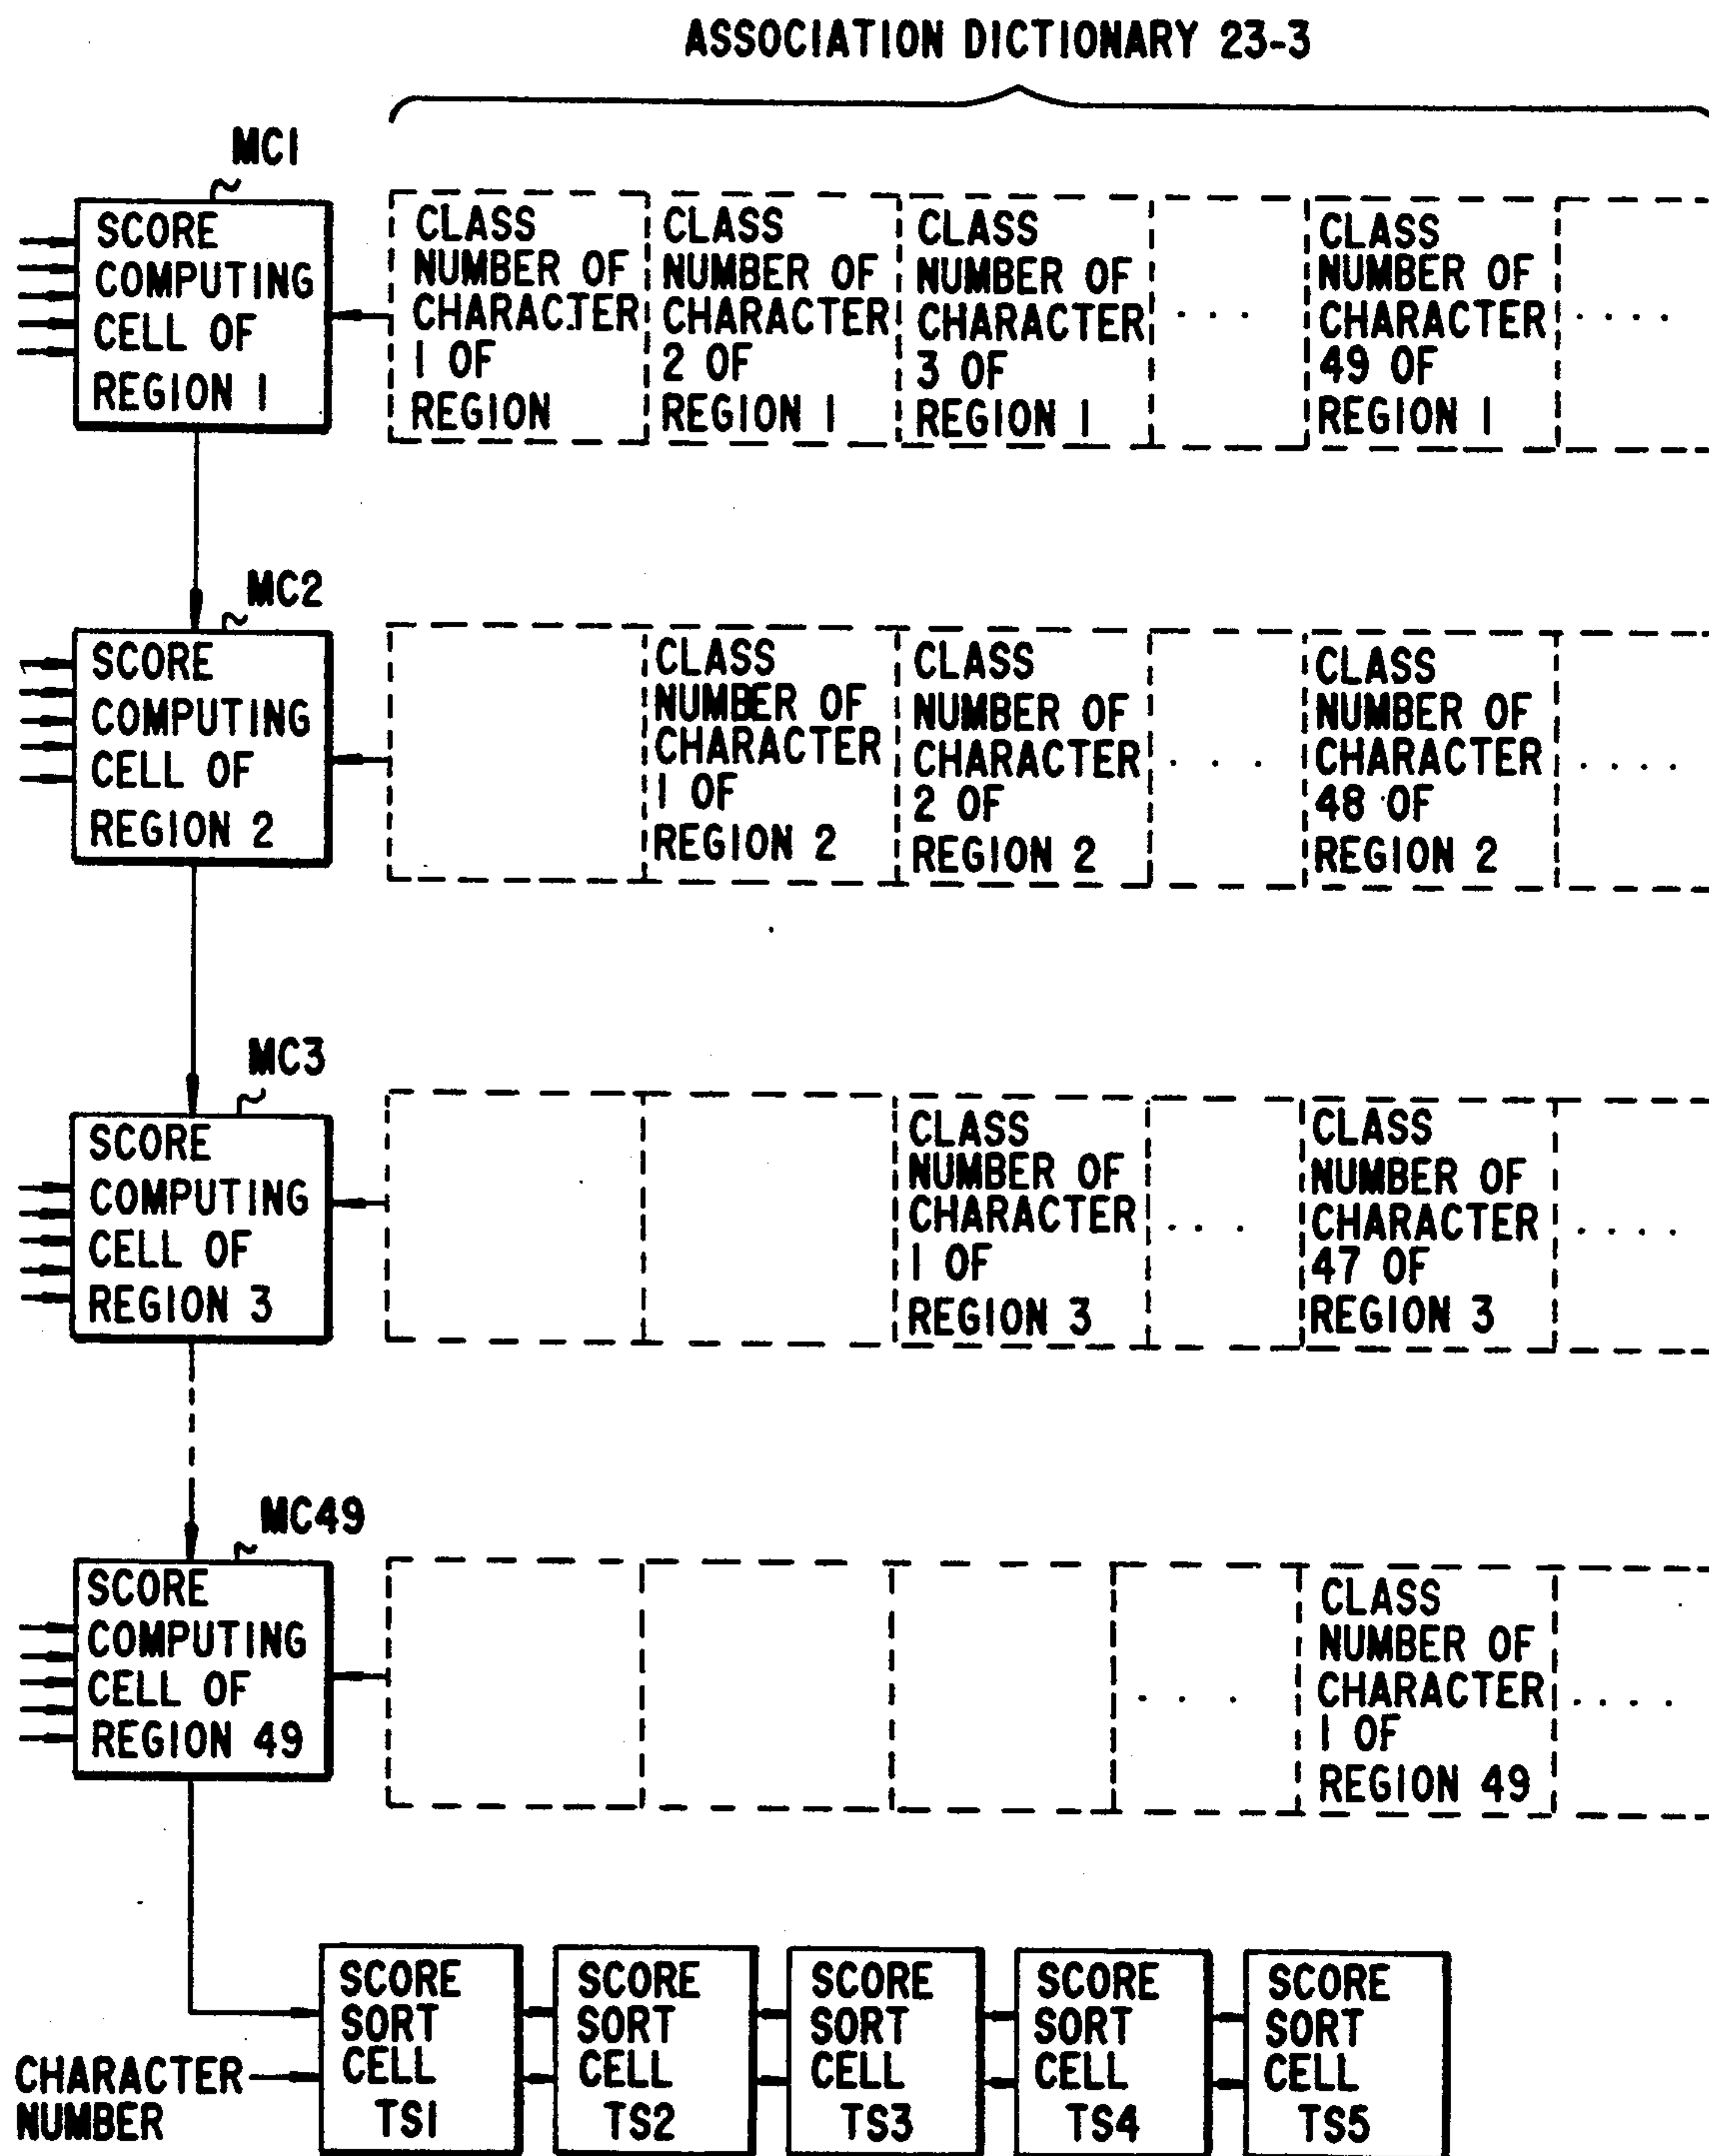 ASSOCIATION DICTIONARY 23-3
MC1
SCORE
COMPUTING
CELL OF
REGION 1
CLASS
NUMBER OF
CHARACTER
1 OF
REGION
CLASS
NUMBER OF
CHARACTER
2 OF
REGION 1
CLASS
NUMBER OF
CHARACTER
3 OF
REGION 1
. . .
CLASS
NUMBER OF
CHARACTER
49 OF
REGION 1
. . . .
MC2
SCORE
COMPUTING
CELL OF
REGION 2
CLASS
NUMBER OF
CHARACTER
1 OF
REGION 2
CLASS
NUMBER OF
CHARACTER
2 OF
REGION 2
. . .
CLASS
NUMBER OF
CHARACTER
48 OF
REGION 2
. . . .
MC3
SCORE
COMPUTING
CELL OF
REGION 3
CLASS
NUMBER OF
CHARACTER
1 OF
REGION 3
. . .
CLASS
NUMBER OF
CHARACTER
47 OF
REGION 3
. . . .
MC49
SCORE
COMPUTING
CELL OF
REGION 49
. . .
CLASS
NUMBER OF
CHARACTER
1 OF
REGION 49
. . . .
CHARACTER
NUMBER
SCORE
SORT
CELL
TS1
SCORE
SORT
CELL
TS2
SCORE
SORT
CELL
TS3
SCORE
SORT
CELL
TS4
SCORE
SORT
CELL
TS5